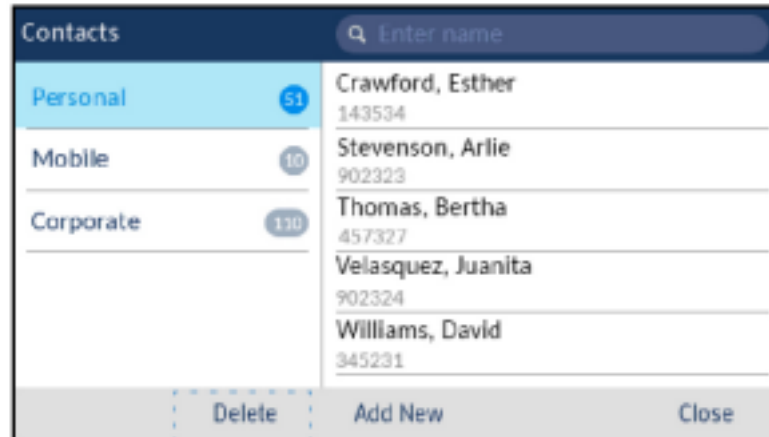 Contacts
Enter name
Personal 51
Mobile 10
Corporate 110
Crawford, Esther
143534
Stevenson, Arlie
902323
Thomas, Bertha
457327
Velasquez, Juanita
902324
Williams, David
345231
Delete Add New Close